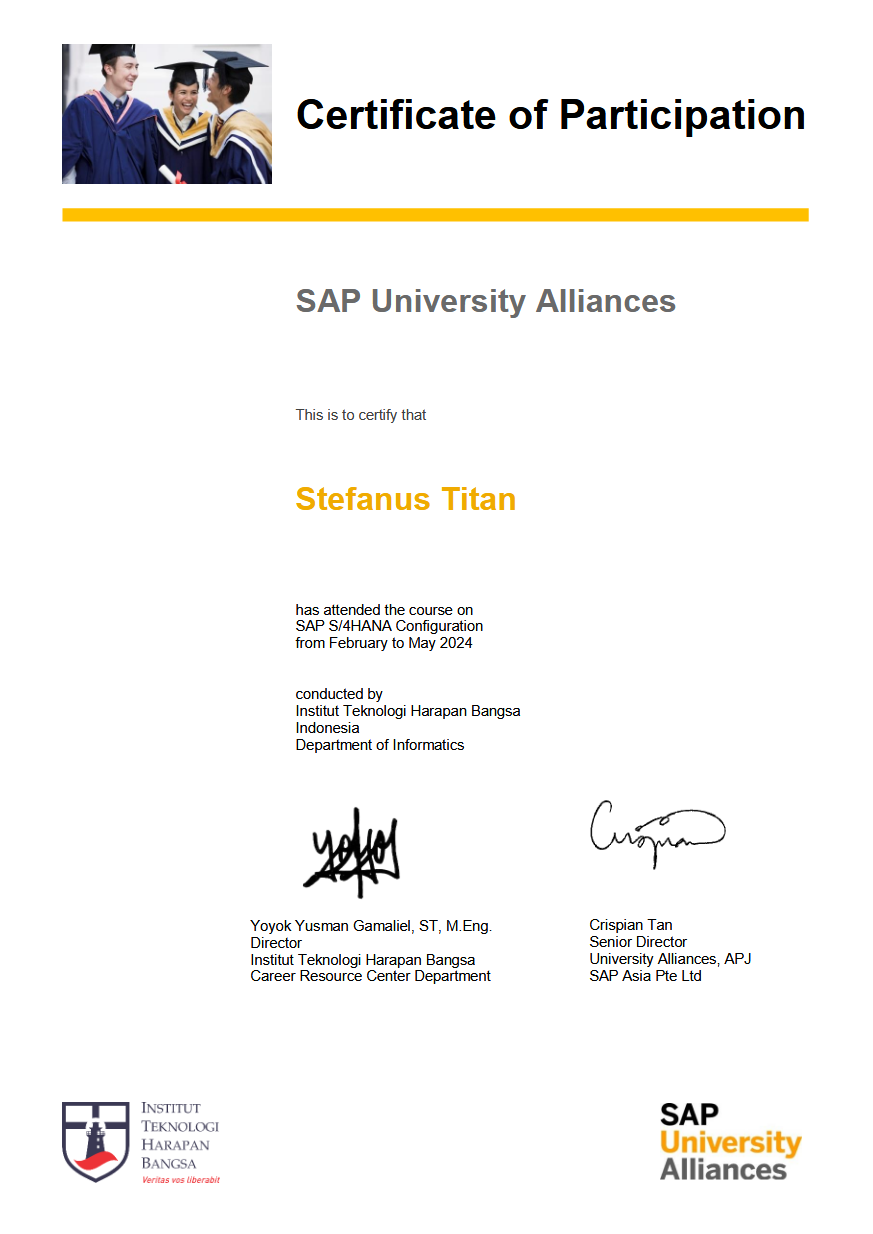 Certificate of Participation
SAP University Alliances
This is to certify that
Stefanus Titan
has attended the course on
SAP S/4HANA Configuration
from February to May 2024
conducted by
Institut Teknologi Harapan Bangsa
Indonesia
Department of Informatics
Yoyok
Crispian
Yoyok Yusman Gamaliel, ST, M.Eng.
Director
Institut Teknologi Harapan Bangsa
Career Resource Center Department
Crispian Tan
Senior Director
University Alliances, APJ
SAP Asia Pte Ltd
INSTITUT
TEKNOLOGI
HARAPAN
BANGSA
Veritas vos liberabit
SAP
University
Alliances